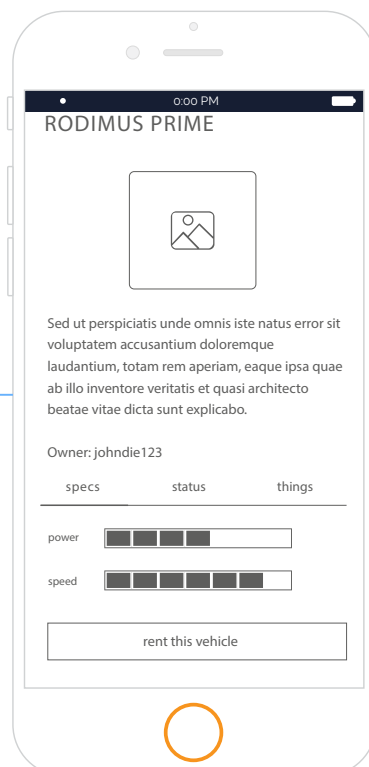 0:00 PM
RODIMUS PRIME
Sed ut perspiciatis unde omnis iste natus error sit
voluptatem accusantium doloremque
laudantium, totam rem aperiam, eaque ipsa quae
ab illo inventore veritatis et quasi architecto
beatae vitae dicta sunt explicabo.
Owner: johndie123
specs status things
power
speed
rent this vehicle